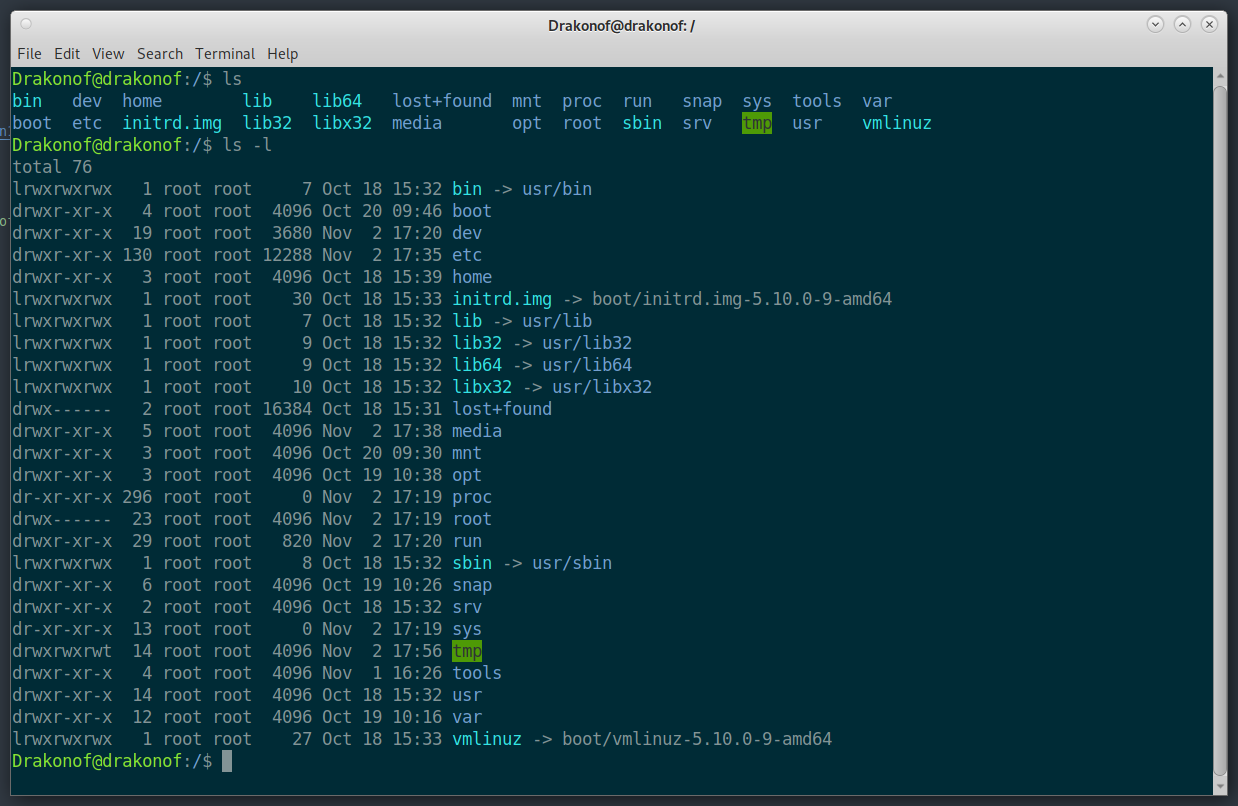 Drakonof@drakonof: /
File Edit View Search Terminal Help
Drakonof@drakonof:/$ ls
bin   dev  home        lib    lib64   lost+found  mnt  proc  run   snap  sys  tools  var
boot  etc  initrd.img  lib32  libx32  media       opt  root  sbin  srv   tmp  usr    vmlinuz
Drakonof@drakonof:/$ ls -l
total 76
lrwxrwxrwx   1 root root     7 Oct 18 15:32 bin -> usr/bin
drwxr-xr-x   4 root root  4096 Oct 20 09:46 boot
drwxr-xr-x  19 root root  3680 Nov  2 17:20 dev
drwxr-xr-x 130 root root 12288 Nov  2 17:35 etc
drwxr-xr-x   3 root root  4096 Oct 18 15:39 home
lrwxrwxrwx   1 root root    30 Oct 18 15:33 initrd.img -> boot/initrd.img-5.10.0-9-amd64
lrwxrwxrwx   1 root root     7 Oct 18 15:32 lib -> usr/lib
lrwxrwxrwx   1 root root     9 Oct 18 15:32 lib32 -> usr/lib32
lrwxrwxrwx   1 root root     9 Oct 18 15:32 lib64 -> usr/lib64
lrwxrwxrwx   1 root root    10 Oct 18 15:32 libx32 -> usr/libx32
drwx------   2 root root 16384 Oct 18 15:31 lost+found
drwxr-xr-x   5 root root  4096 Nov  2 17:38 media
drwxr-xr-x   3 root root  4096 Oct 20 09:30 mnt
drwxr-xr-x   3 root root  4096 Oct 19 10:38 opt
dr-xr-xr-x 296 root root     0 Nov  2 17:19 proc
drwx------  23 root root  4096 Nov  2 17:19 root
drwxr-xr-x  29 root root   820 Nov  2 17:20 run
lrwxrwxrwx   1 root root     8 Oct 18 15:32 sbin -> usr/sbin
drwxr-xr-x   6 root root  4096 Oct 19 10:26 snap
drwxr-xr-x   2 root root  4096 Oct 18 15:32 srv
dr-xr-xr-x  13 root root     0 Nov  2 17:19 sys
drwxrwxrwt  14 root root  4096 Nov  2 17:56 tmp
drwxr-xr-x   4 root root  4096 Nov  1 16:26 tools
drwxr-xr-x  14 root root  4096 Oct 18 15:32 usr
drwxr-xr-x  12 root root  4096 Oct 19 10:16 var
lrwxrwxrwx   1 root root    27 Oct 18 15:33 vmlinuz -> boot/vmlinuz-5.10.0-9-amd64
Drakonof@drakonof:/$